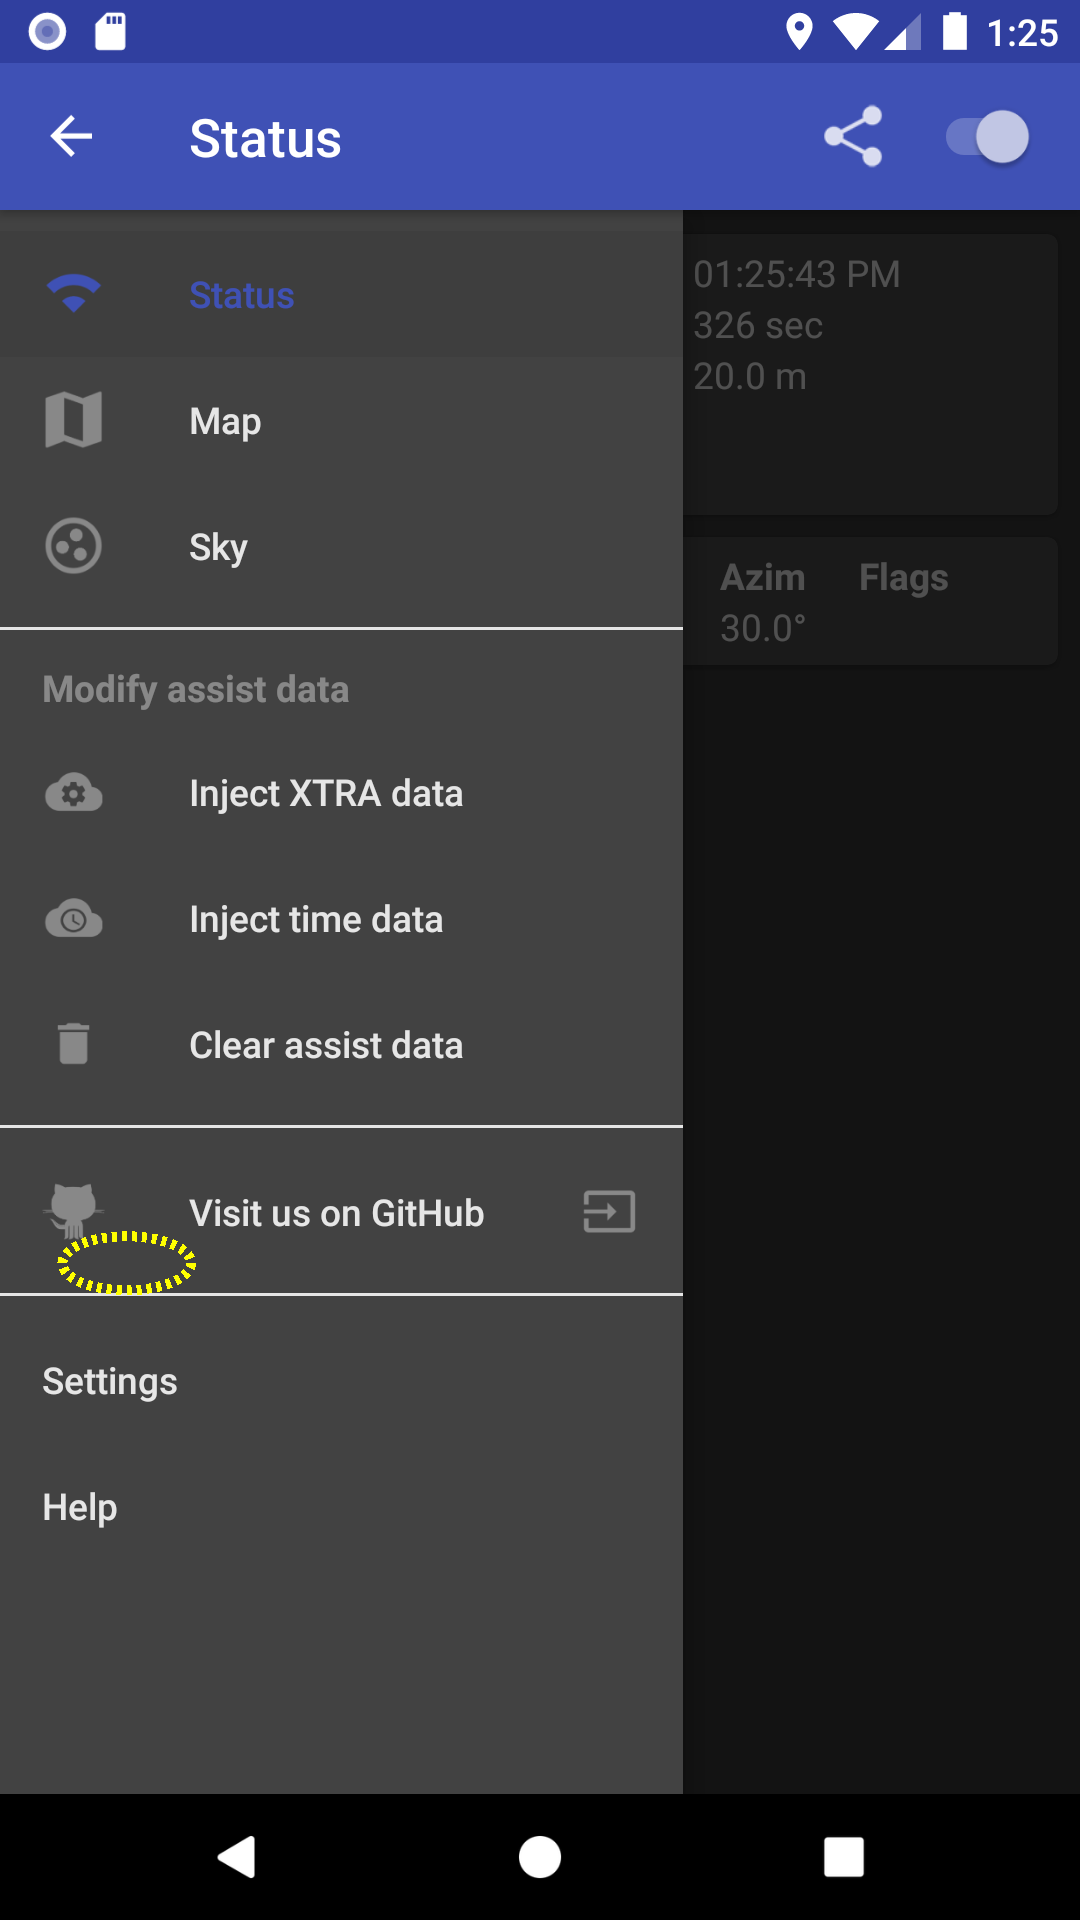 1:25
Status
Status
01:25:43 PM
326 sec
Map
20.0 m
Sky
Azim Flags
30.0°
Modify assist data
Inject XTRA data
Inject time data
Clear assist data
Visit us on GitHub
Settings
Help